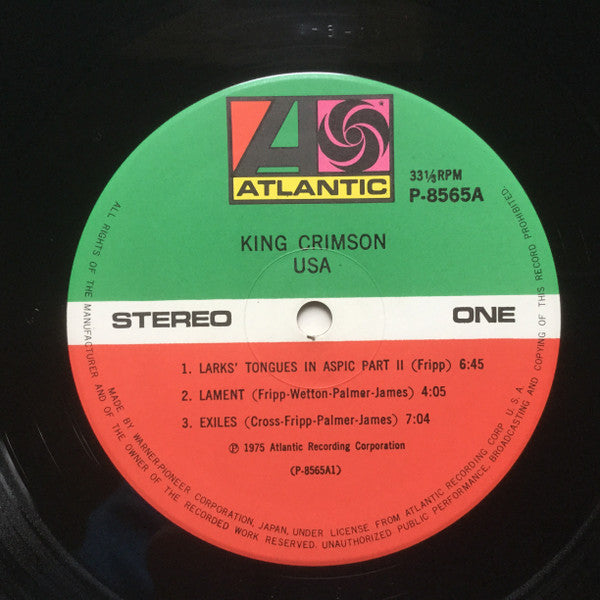 ATLANTIC
33⅓RPM
P-8565A
KING CRIMSON
USA
STEREO
ONE
1. LARKS' TONGUES IN ASPIC PART II (Fripp) 6:45
2. LAMENT (Fripp-Wetton-Palmer-James) 4:05
3. EXILES (Cross-Fripp-Palmer-James) 7:04
Ⓟ 1975 Atlantic Recording Corporation
(P-8565A1)
MADE BY WARNER-PIONEER CORPORATION, JAPAN, UNDER LICENSE FROM ATLANTIC RECORDING CORP. U.S.A.
ALL RIGHTS OF THE MANUFACTURER AND OF THE OWNER OF THE RECORDED WORK RESERVED. UNAUTHORIZED PUBLIC PERFORMANCE, BROADCASTING AND COPYING OF THIS RECORD PROHIBITED.